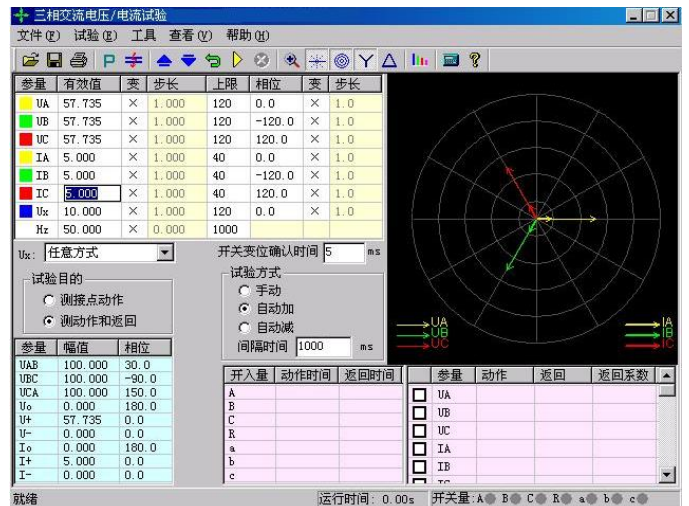 三相交流电压/电流试验
文件(F) 试验(E) 工具 查看(V) 帮助(H)
参量 有效值 变 步长 上限 相位 变 步长
UA 57.735 × 1.000 120 0.0 × 1.0
UB 57.735 × 1.000 120 -120.0 × 1.0
UC 57.735 × 1.000 120 120.0 × 1.0
IA 5.000 × 1.000 40 0.0 × 1.0
IB 5.000 × 1.000 40 -120.0 × 1.0
IC 5.000 × 1.000 40 120.0 × 1.0
Ux 10.000 × 1.000 120 0.0 × 1.0
Hz 50.000 × 0.000 1000
Ux: 任意方式 开关变位确认时间 5 ms
试验目的
测接点动作
测动作和返回
试验方式
手动
自动加
自动减
间隔时间 1000 ms
UA
UB
UC
IA
IB
IC
参量 幅值 相位
UAB 100.000 30.0
UBC 100.000 -90.0
UCA 100.000 150.0
Uo 0.000 180.0
U+ 57.735 0.0
U- 0.000 0.0
Io 0.000 180.0
I+ 5.000 0.0
I- 0.000 0.0
开入量 动作时间 返回时间
A
B
C
R
a
b
c
参量 动作 返回 返回系数
UA
UB
UC
IA
IB
IC
就绪 运行时间: 0.00s 开关量:A B C R a b c